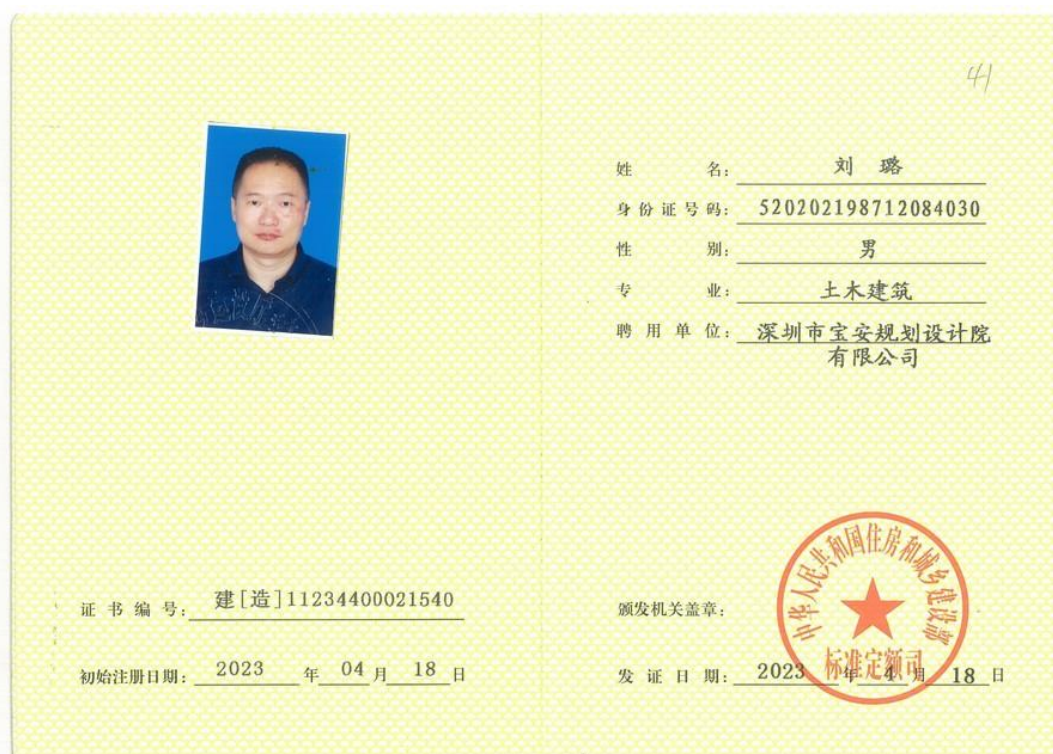 41
姓 名： 刘 璐
身份证号码： 520202198712084030
性 别： 男
专 业： 土木建筑
聘用单位： 深圳市宝安规划设计院
有限公司
证书编号： 建[造]11234400021540
初始注册日期： 2023 年 04 月 18 日
颁发机关盖章：
中华人民共和国住房和城乡建设部
标准定额司
发证日期： 2023 年 4 月 18 日